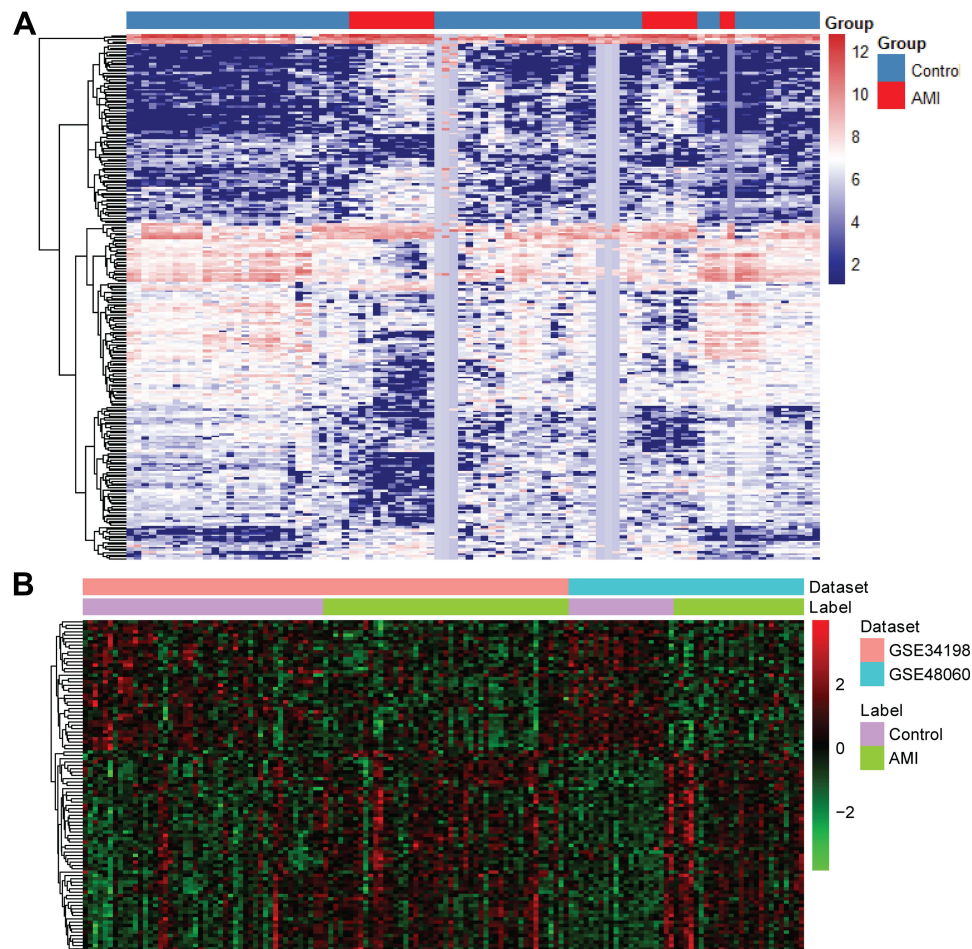 A
Group
12
10
8
6
4
2
Group
Control
AMI
B
Dataset
Label
2
0
−2
Dataset
GSE34198
GSE48060
Label
Control
AMI